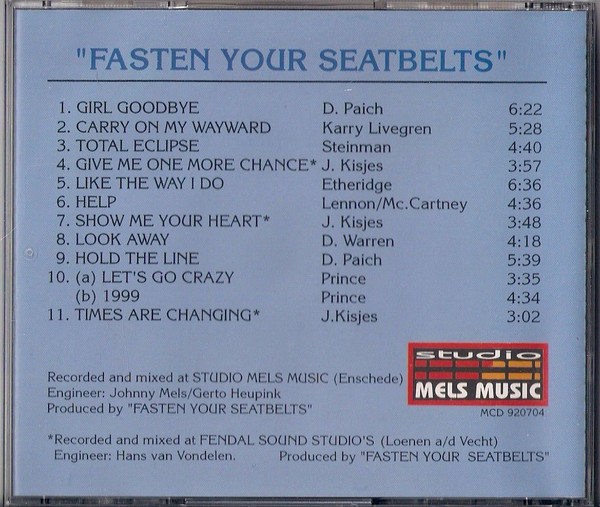 "FASTEN YOUR SEATBELTS"
1. GIRL GOODBYE D. Paich 6:22
2. CARRY ON MY WAYWARD Karry Livegren 5:28
3. TOTAL ECLIPSE Steinman 4:40
4. GIVE ME ONE MORE CHANCE* J. Kisjes 3:57
5. LIKE THE WAY I DO Etheridge 6:36
6. HELP Lennon/Mc.Cartney 4:36
7. SHOW ME YOUR HEART* J. Kisjes 3:48
8. LOOK AWAY D. Warren 4:18
9. HOLD THE LINE D. Paich 5:39
10. (a) LET'S GO CRAZY Prince 3:35
(b) 1999 Prince 4:34
11. TIMES ARE CHANGING* J.Kisjes 3:02
studio
MELS MUSIC
MCD 920704
Recorded and mixed at STUDIO MELS MUSIC (Enschede)
Engineer: Johnny Mels/Gerto Heupink
Produced by "FASTEN YOUR SEATBELTS"
*Recorded and mixed at FENDAL SOUND STUDIO'S (Loenen a/d Vecht)
Engineer: Hans van Vondelen. Produced by "FASTEN YOUR SEATBELTS"